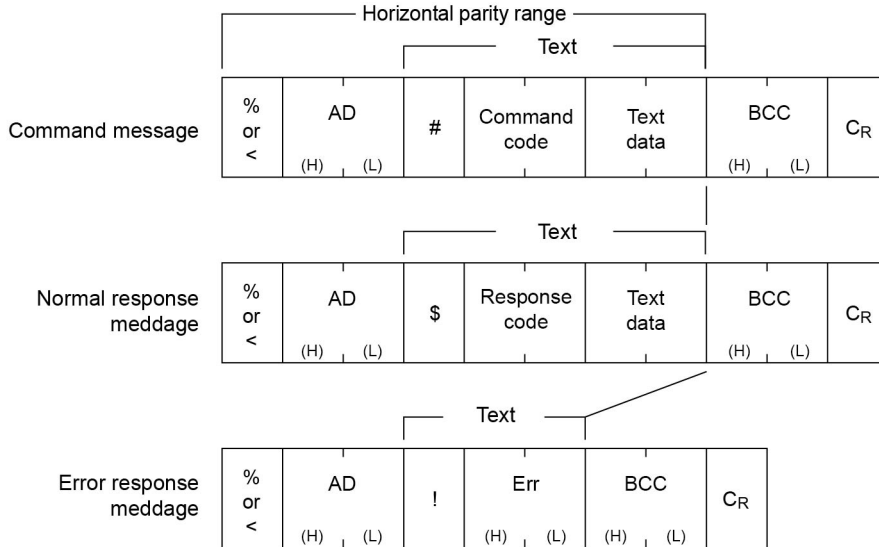 Horizontal parity range
Text
Command message
% or <
AD
(H) (L)
#
Command code
Text data
BCC
(H) (L)
CR
Text
Normal response meddage
% or <
AD
(H) (L)
$
Response code
Text data
BCC
(H) (L)
CR
Text
Error response meddage
% or <
AD
(H) (L)
!
Err
(H) (L)
BCC
(H) (L)
CR